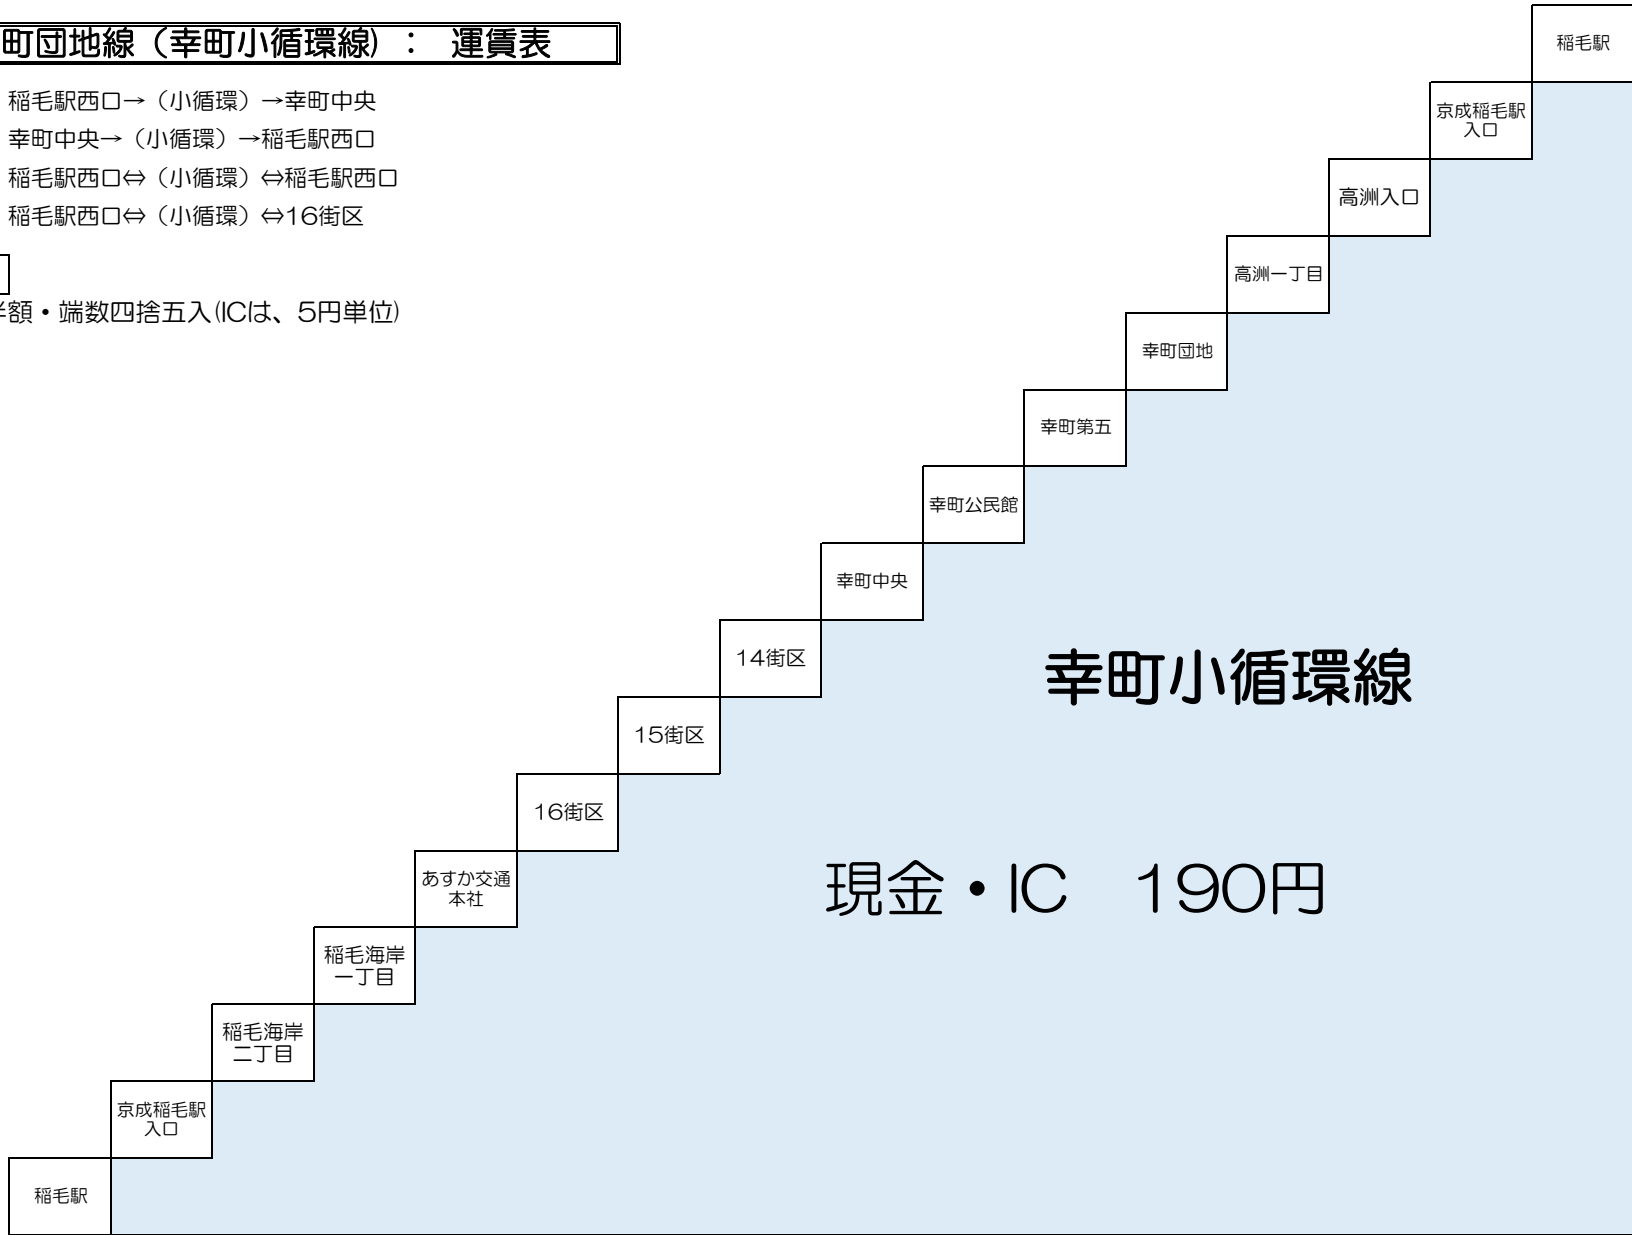 町団地線（幸町小循環線）： 運賃表
稲毛駅西口→（小循環）→幸町中央
幸町中央→（小循環）→稲毛駅西口
稲毛駅西口⇔（小循環）⇔稲毛駅西口
稲毛駅西口⇔（小循環）⇔16街区
半額・端数四捨五入(ICは、5円単位)
稲毛駅
京成稲毛駅
入口
高洲入口
高洲一丁目
幸町団地
幸町第五
幸町公民館
幸町中央
14街区
幸町小循環線
15街区
16街区
あすか交通
本社
現金・IC 190円
稲毛海岸
一丁目
稲毛海岸
二丁目
京成稲毛駅
入口
稲毛駅